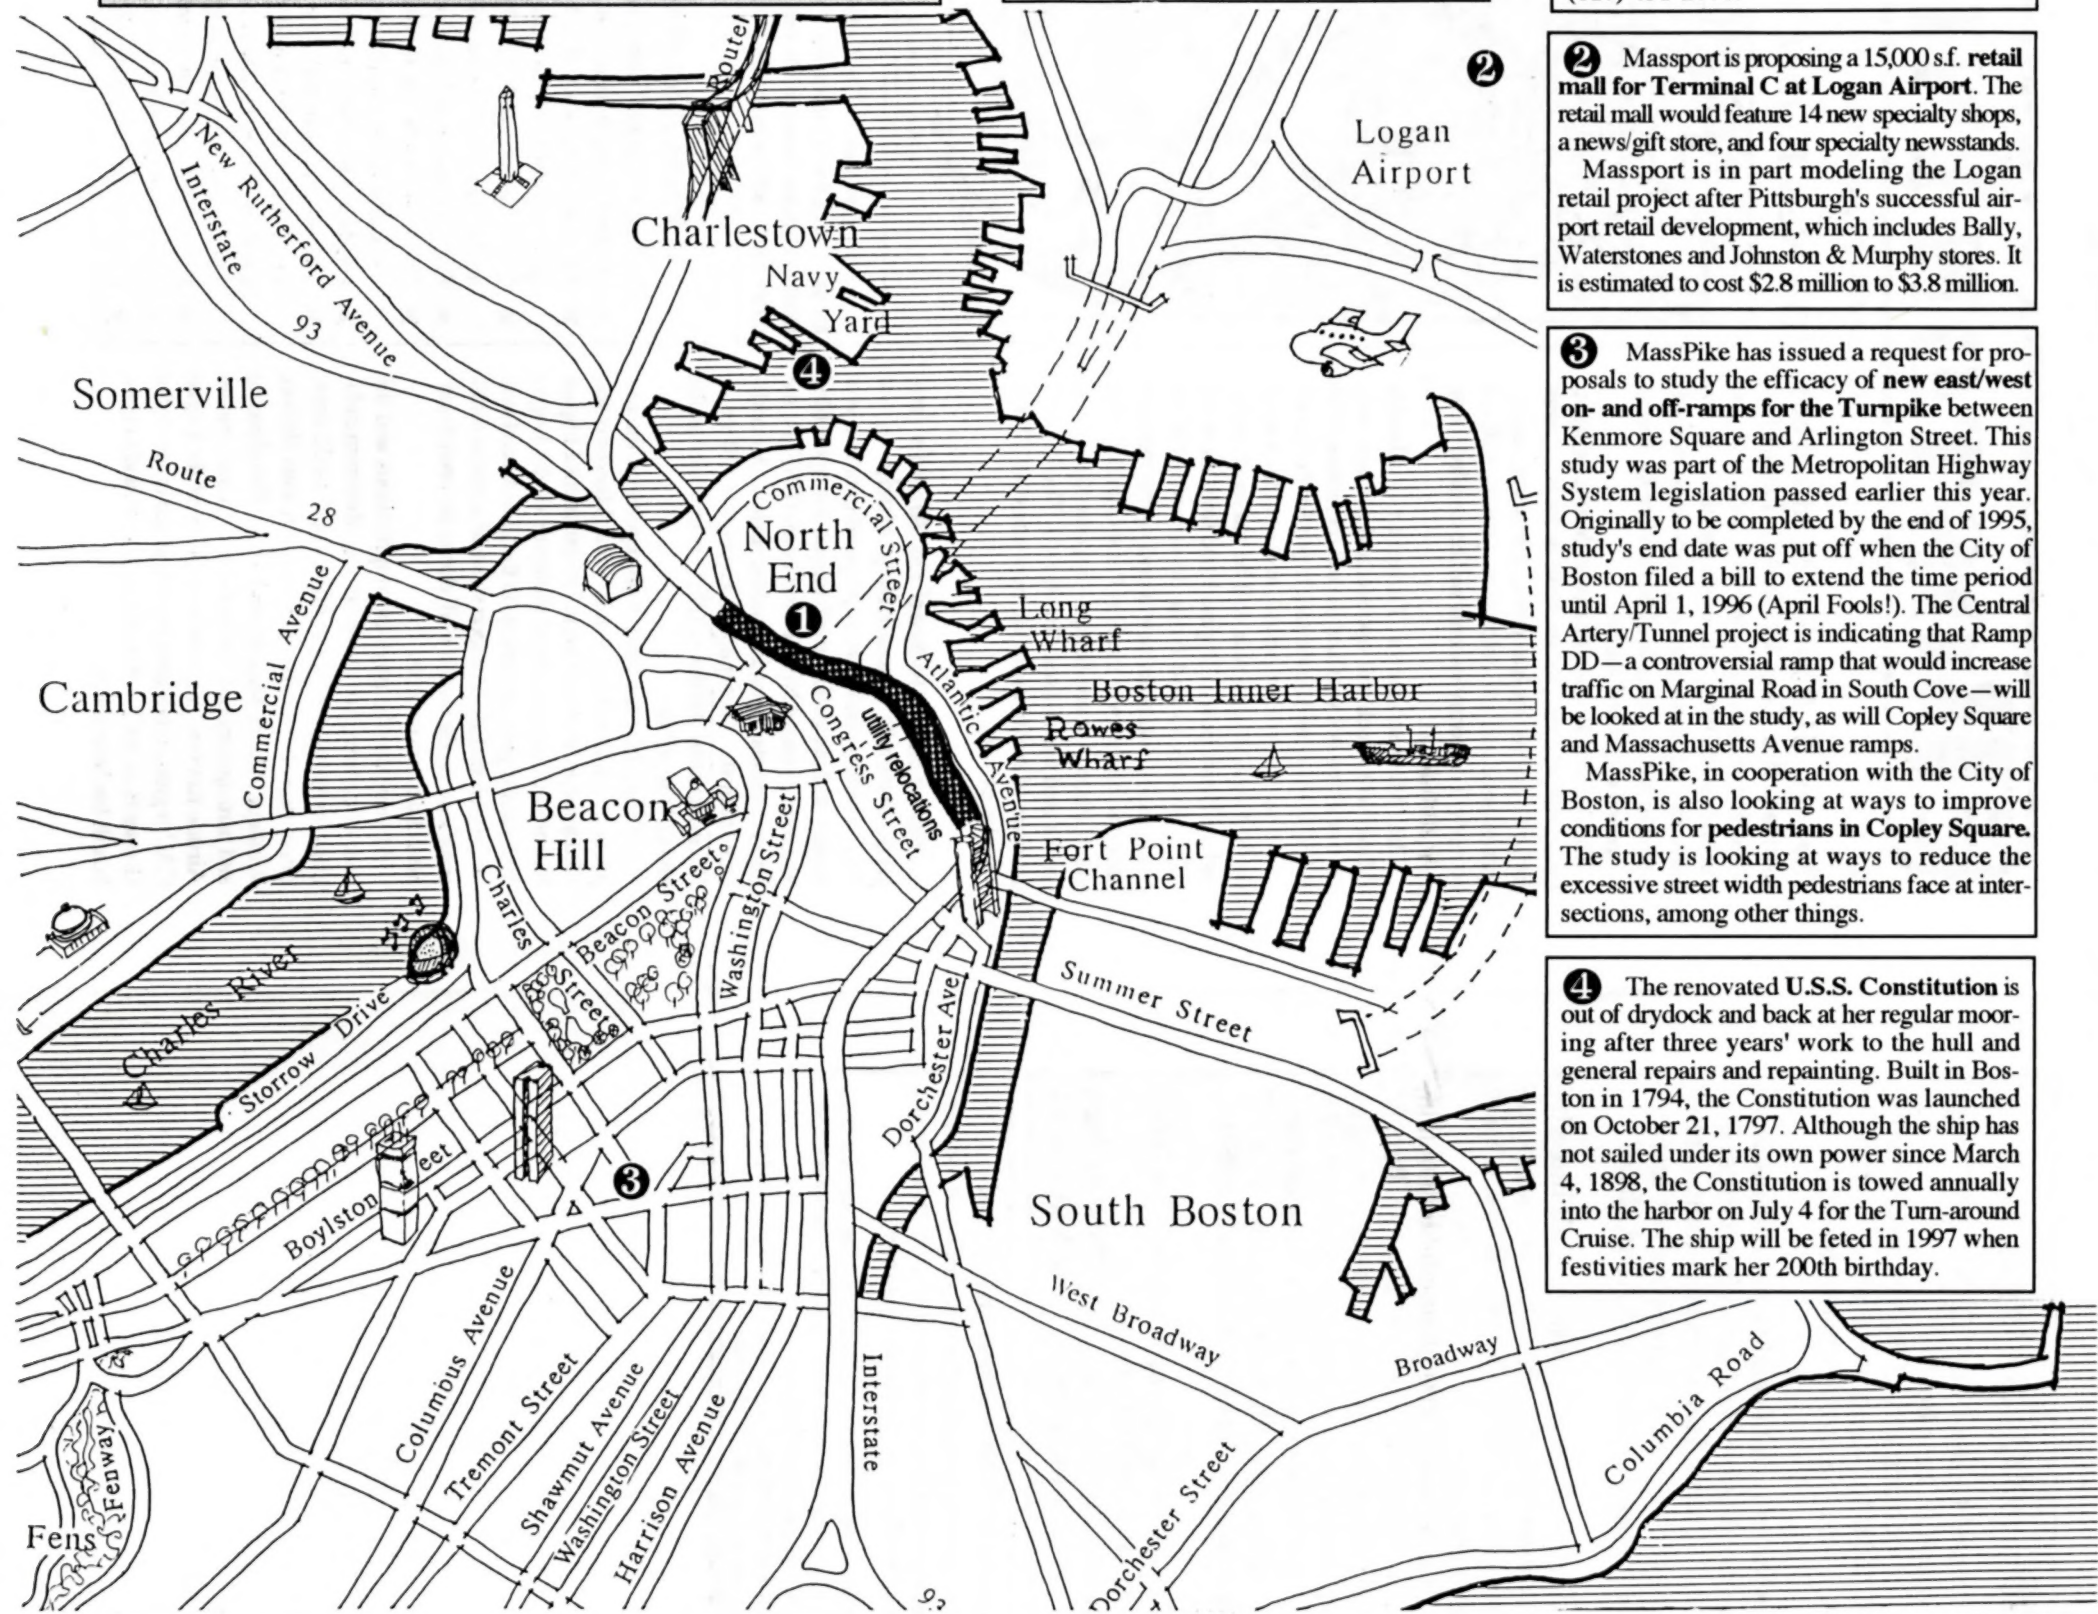 Route
2
Logan
Airport
New Rutherford Avenue
Interstate
93
Charlestown
Navy
Yard
4
Somerville
Route
28
Commercial Street
North
End
1
Long
Wharf
Commercial Avenue
Cambridge
Atlantic
Avenue
Boston Inner Harbor
Rowes
Wharf
Congress Street
utility relocations
Beacon
Hill
Fort Point
Channel
Charles
Street
Beacon Street
Washington Street
Charles River
Storrow Drive
Summer Street
Dorchester Ave
3
Boylston
eet
South Boston
West Broadway
Broadway
Columbia Road
Columbus Avenue
Tremont Street
Shawmut Avenue
Washington Street
Harrison Avenue
Interstate
93
Dorchester Street
Fenway
Fens
2 Massport is proposing a 15,000 s.f. retail
mall for Terminal C at Logan Airport. The
retail mall would feature 14 new specialty shops,
a news/gift store, and four specialty newsstands.
Massport is in part modeling the Logan
retail project after Pittsburgh's successful air-
port retail development, which includes Bally,
Waterstones and Johnston & Murphy stores. It
is estimated to cost $2.8 million to $3.8 million.
3 MassPike has issued a request for pro-
posals to study the efficacy of new east/west
on- and off-ramps for the Turnpike between
Kenmore Square and Arlington Street. This
study was part of the Metropolitan Highway
System legislation passed earlier this year.
Originally to be completed by the end of 1995,
study's end date was put off when the City of
Boston filed a bill to extend the time period
until April 1, 1996 (April Fools!). The Central
Artery/Tunnel project is indicating that Ramp
DD—a controversial ramp that would increase
traffic on Marginal Road in South Cove—will
be looked at in the study, as will Copley Square
and Massachusetts Avenue ramps.
MassPike, in cooperation with the City of
Boston, is also looking at ways to improve
conditions for pedestrians in Copley Square.
The study is looking at ways to reduce the
excessive street width pedestrians face at inter-
sections, among other things.
4 The renovated U.S.S. Constitution is
out of drydock and back at her regular moor-
ing after three years' work to the hull and
general repairs and repainting. Built in Bos-
ton in 1794, the Constitution was launched
on October 21, 1797. Although the ship has
not sailed under its own power since March
4, 1898, the Constitution is towed annually
into the harbor on July 4 for the Turn-around
Cruise. The ship will be feted in 1997 when
festivities mark her 200th birthday.